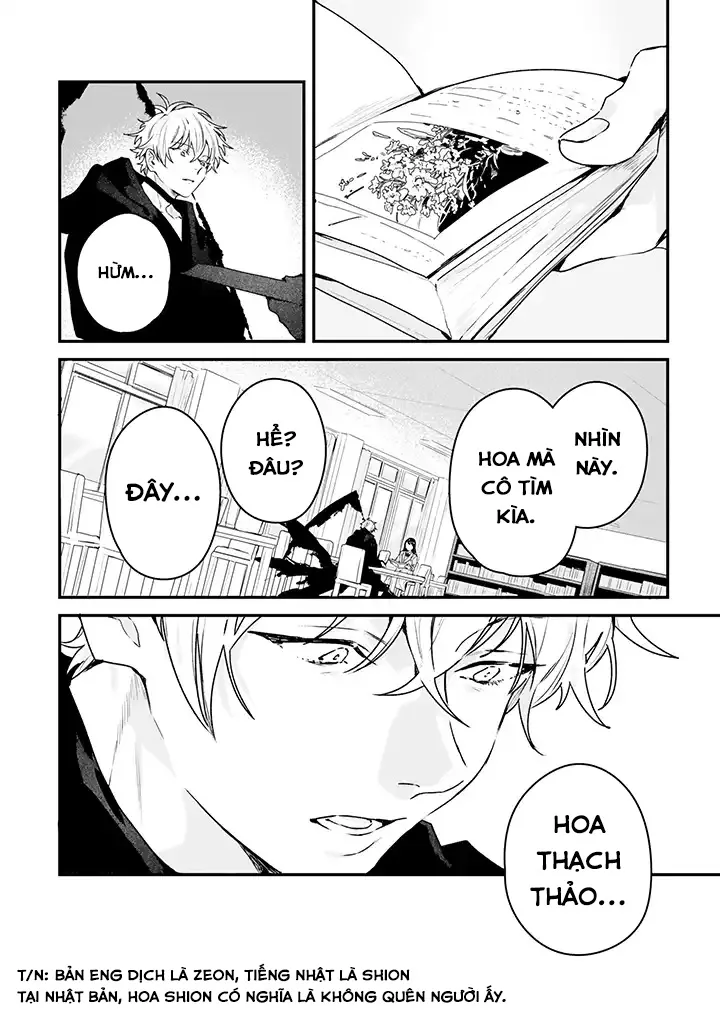 HỪM...
NHÌN
NÀY.
HOA MÀ
CÔ TÌM
KÌA.
HỂ?
ĐÂU?
ĐÂY...
HOA
THẠCH
THẢO...
T/N: BẢN ENG DỊCH LÀ ZEON, TIẾNG NHẬT LÀ SHION
TẠI NHẬT BẢN, HOA SHION CÓ NGHĨA LÀ KHÔNG QUÊN NGƯỜI ẤY.